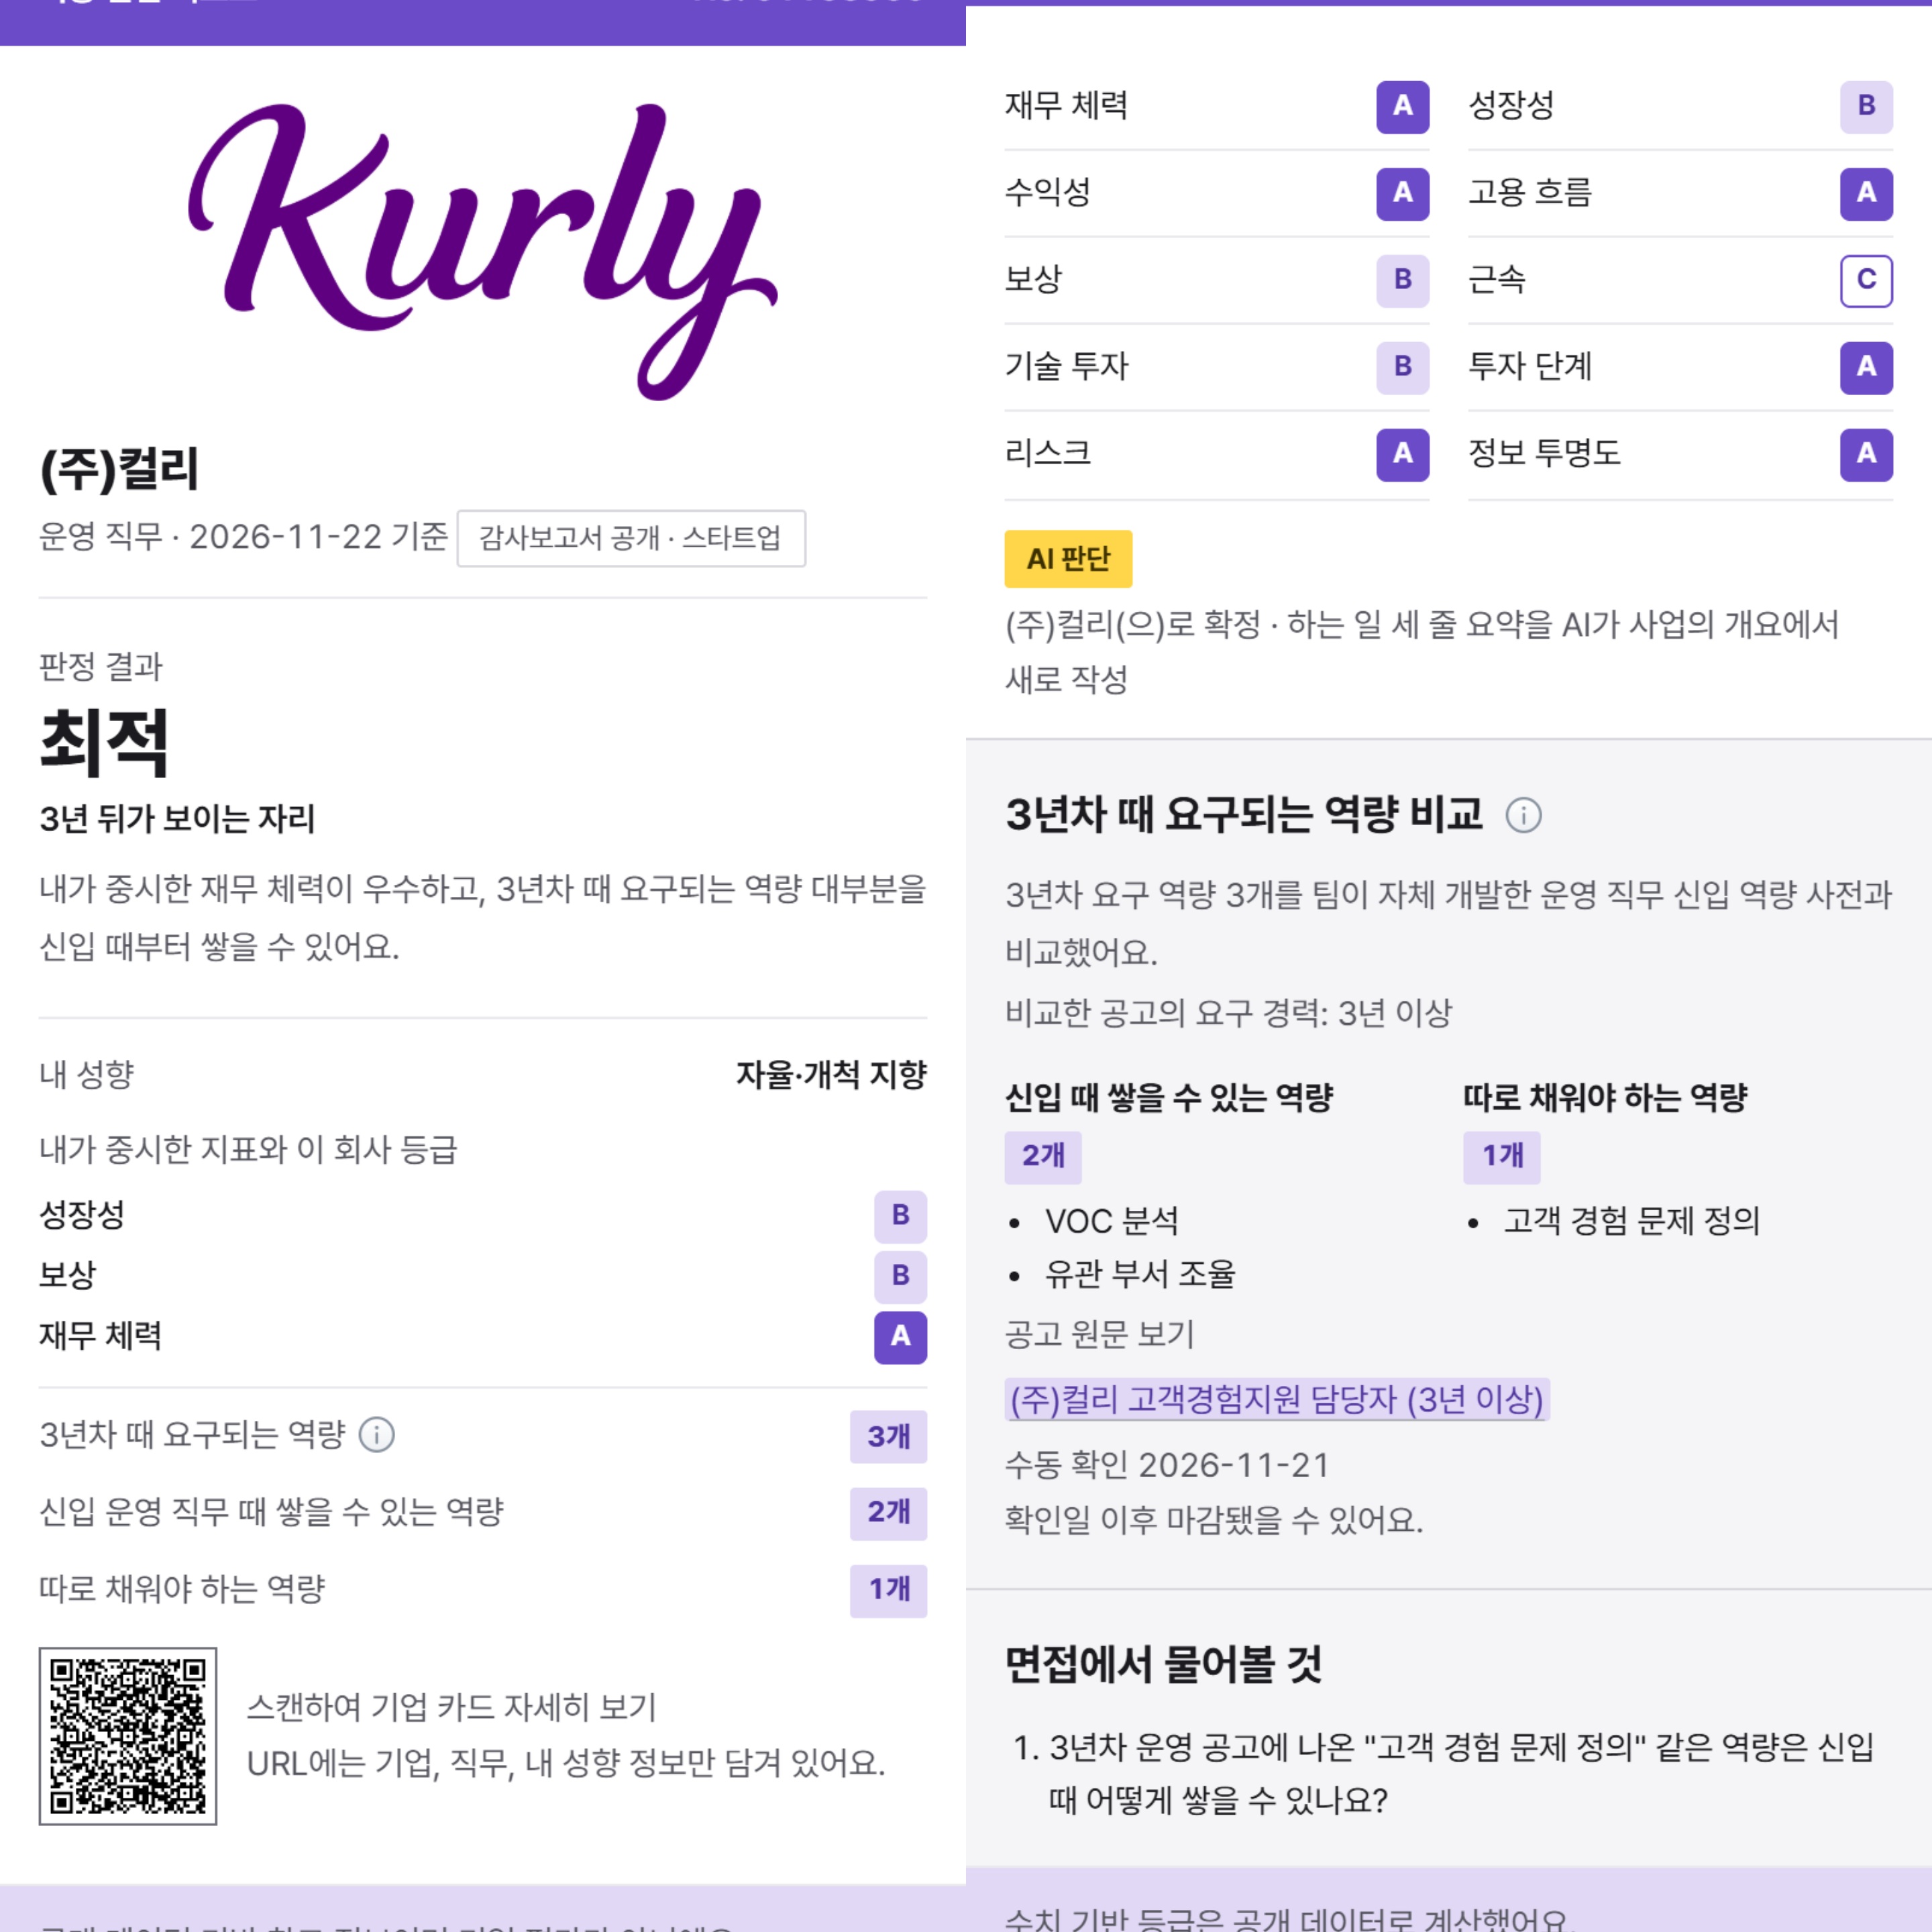 Kurly
(주)컬리
운영 직무 · 2026-11-22 기준
감사보고서 공개 · 스타트업
판정 결과
최적
3년 뒤가 보이는 자리
내가 중시한 재무 체력이 우수하고, 3년차 때 요구되는 역량 대부분을
신입 때부터 쌓을 수 있어요.
내 성향 자율·개척 지향
내가 중시한 지표와 이 회사 등급
성장성 B
보상 B
재무 체력 A
3년차 때 요구되는 역량 3개
신입 운영 직무 때 쌓을 수 있는 역량 2개
따로 채워야 하는 역량 1개
스캔하여 기업 카드 자세히 보기
URL에는 기업, 직무, 내 성향 정보만 담겨 있어요.
재무 체력 A 성장성 B
수익성 A 고용 흐름 A
보상 B 근속 C
기술 투자 B 투자 단계 A
리스크 A 정보 투명도 A
AI 판단
(주)컬리(으)로 확정 · 하는 일 세 줄 요약을 AI가 사업의 개요에서
새로 작성
3년차 때 요구되는 역량 비교
3년차 요구 역량 3개를 팀이 자체 개발한 운영 직무 신입 역량 사전과
비교했어요.
비교한 공고의 요구 경력: 3년 이상
신입 때 쌓을 수 있는 역량
2개
• VOC 분석
• 유관 부서 조율
따로 채워야 하는 역량
1개
• 고객 경험 문제 정의
공고 원문 보기
(주)컬리 고객경험지원 담당자 (3년 이상)
수동 확인 2026-11-21
확인일 이후 마감됐을 수 있어요.
면접에서 물어볼 것
1. 3년차 운영 공고에 나온 "고객 경험 문제 정의" 같은 역량은 신입
때 어떻게 쌓을 수 있나요?
수치 기반 등급은 공개 데이터로 계산했어요.